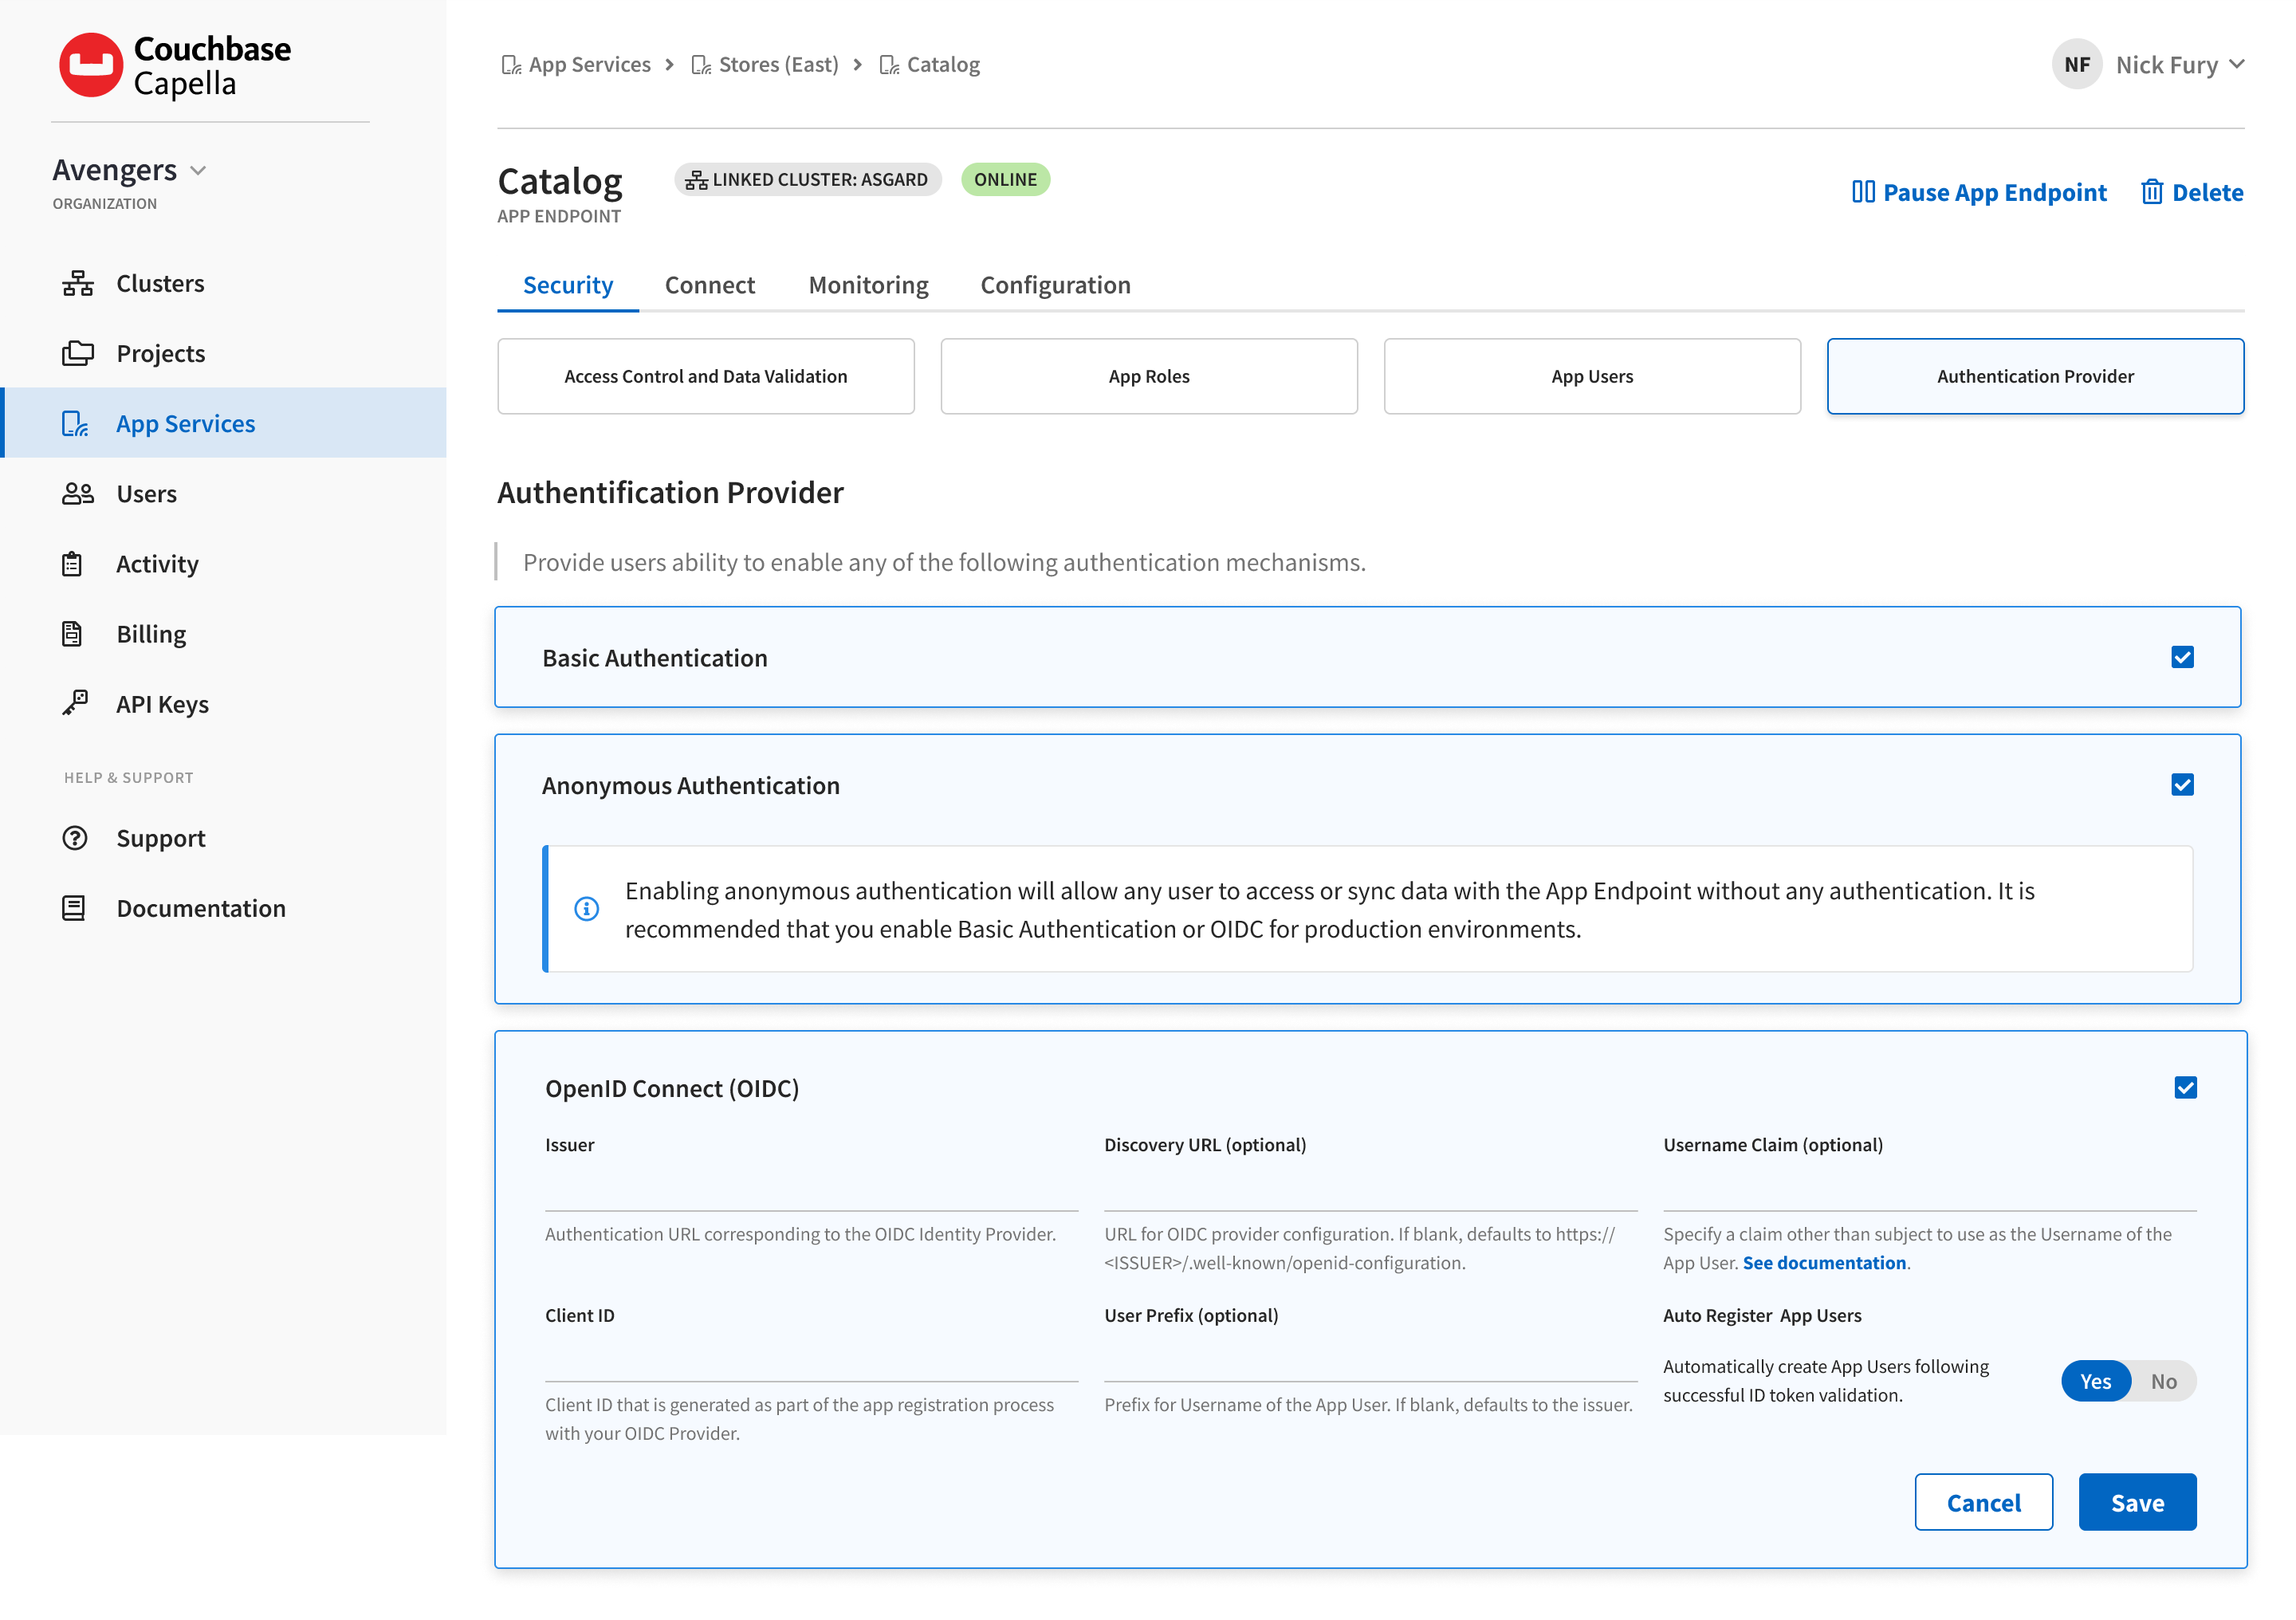 Couchbase
Capella
Avengers
ORGANIZATION
Clusters
Projects
App Services
Users
Activity
Billing
API Keys
HELP & SUPPORT
Support
Documentation
App Services > Stores (East) > Catalog
NF Nick Fury
Catalog
APP ENDPOINT
LINKED CLUSTER: ASGARD
ONLINE
Pause App Endpoint
Delete
Security Connect Monitoring Configuration
Access Control and Data Validation
App Roles
App Users
Authentication Provider
Authentification Provider
Provide users ability to enable any of the following authentication mechanisms.
Basic Authentication
Anonymous Authentication
Enabling anonymous authentication will allow any user to access or sync data with the App Endpoint without any authentication. It is
recommended that you enable Basic Authentication or OIDC for production environments.
OpenID Connect (OIDC)
Issuer
Authentication URL corresponding to the OIDC Identity Provider.
Discovery URL (optional)
URL for OIDC provider configuration. If blank, defaults to https://
<ISSUER>/.well-known/openid-configuration.
Username Claim (optional)
Specify a claim other than subject to use as the Username of the
App User. See documentation.
Client ID
Client ID that is generated as part of the app registration process
with your OIDC Provider.
User Prefix (optional)
Prefix for Username of the App User. If blank, defaults to the issuer.
Auto Register App Users
Automatically create App Users following
successful ID token validation.
Yes No
Cancel
Save